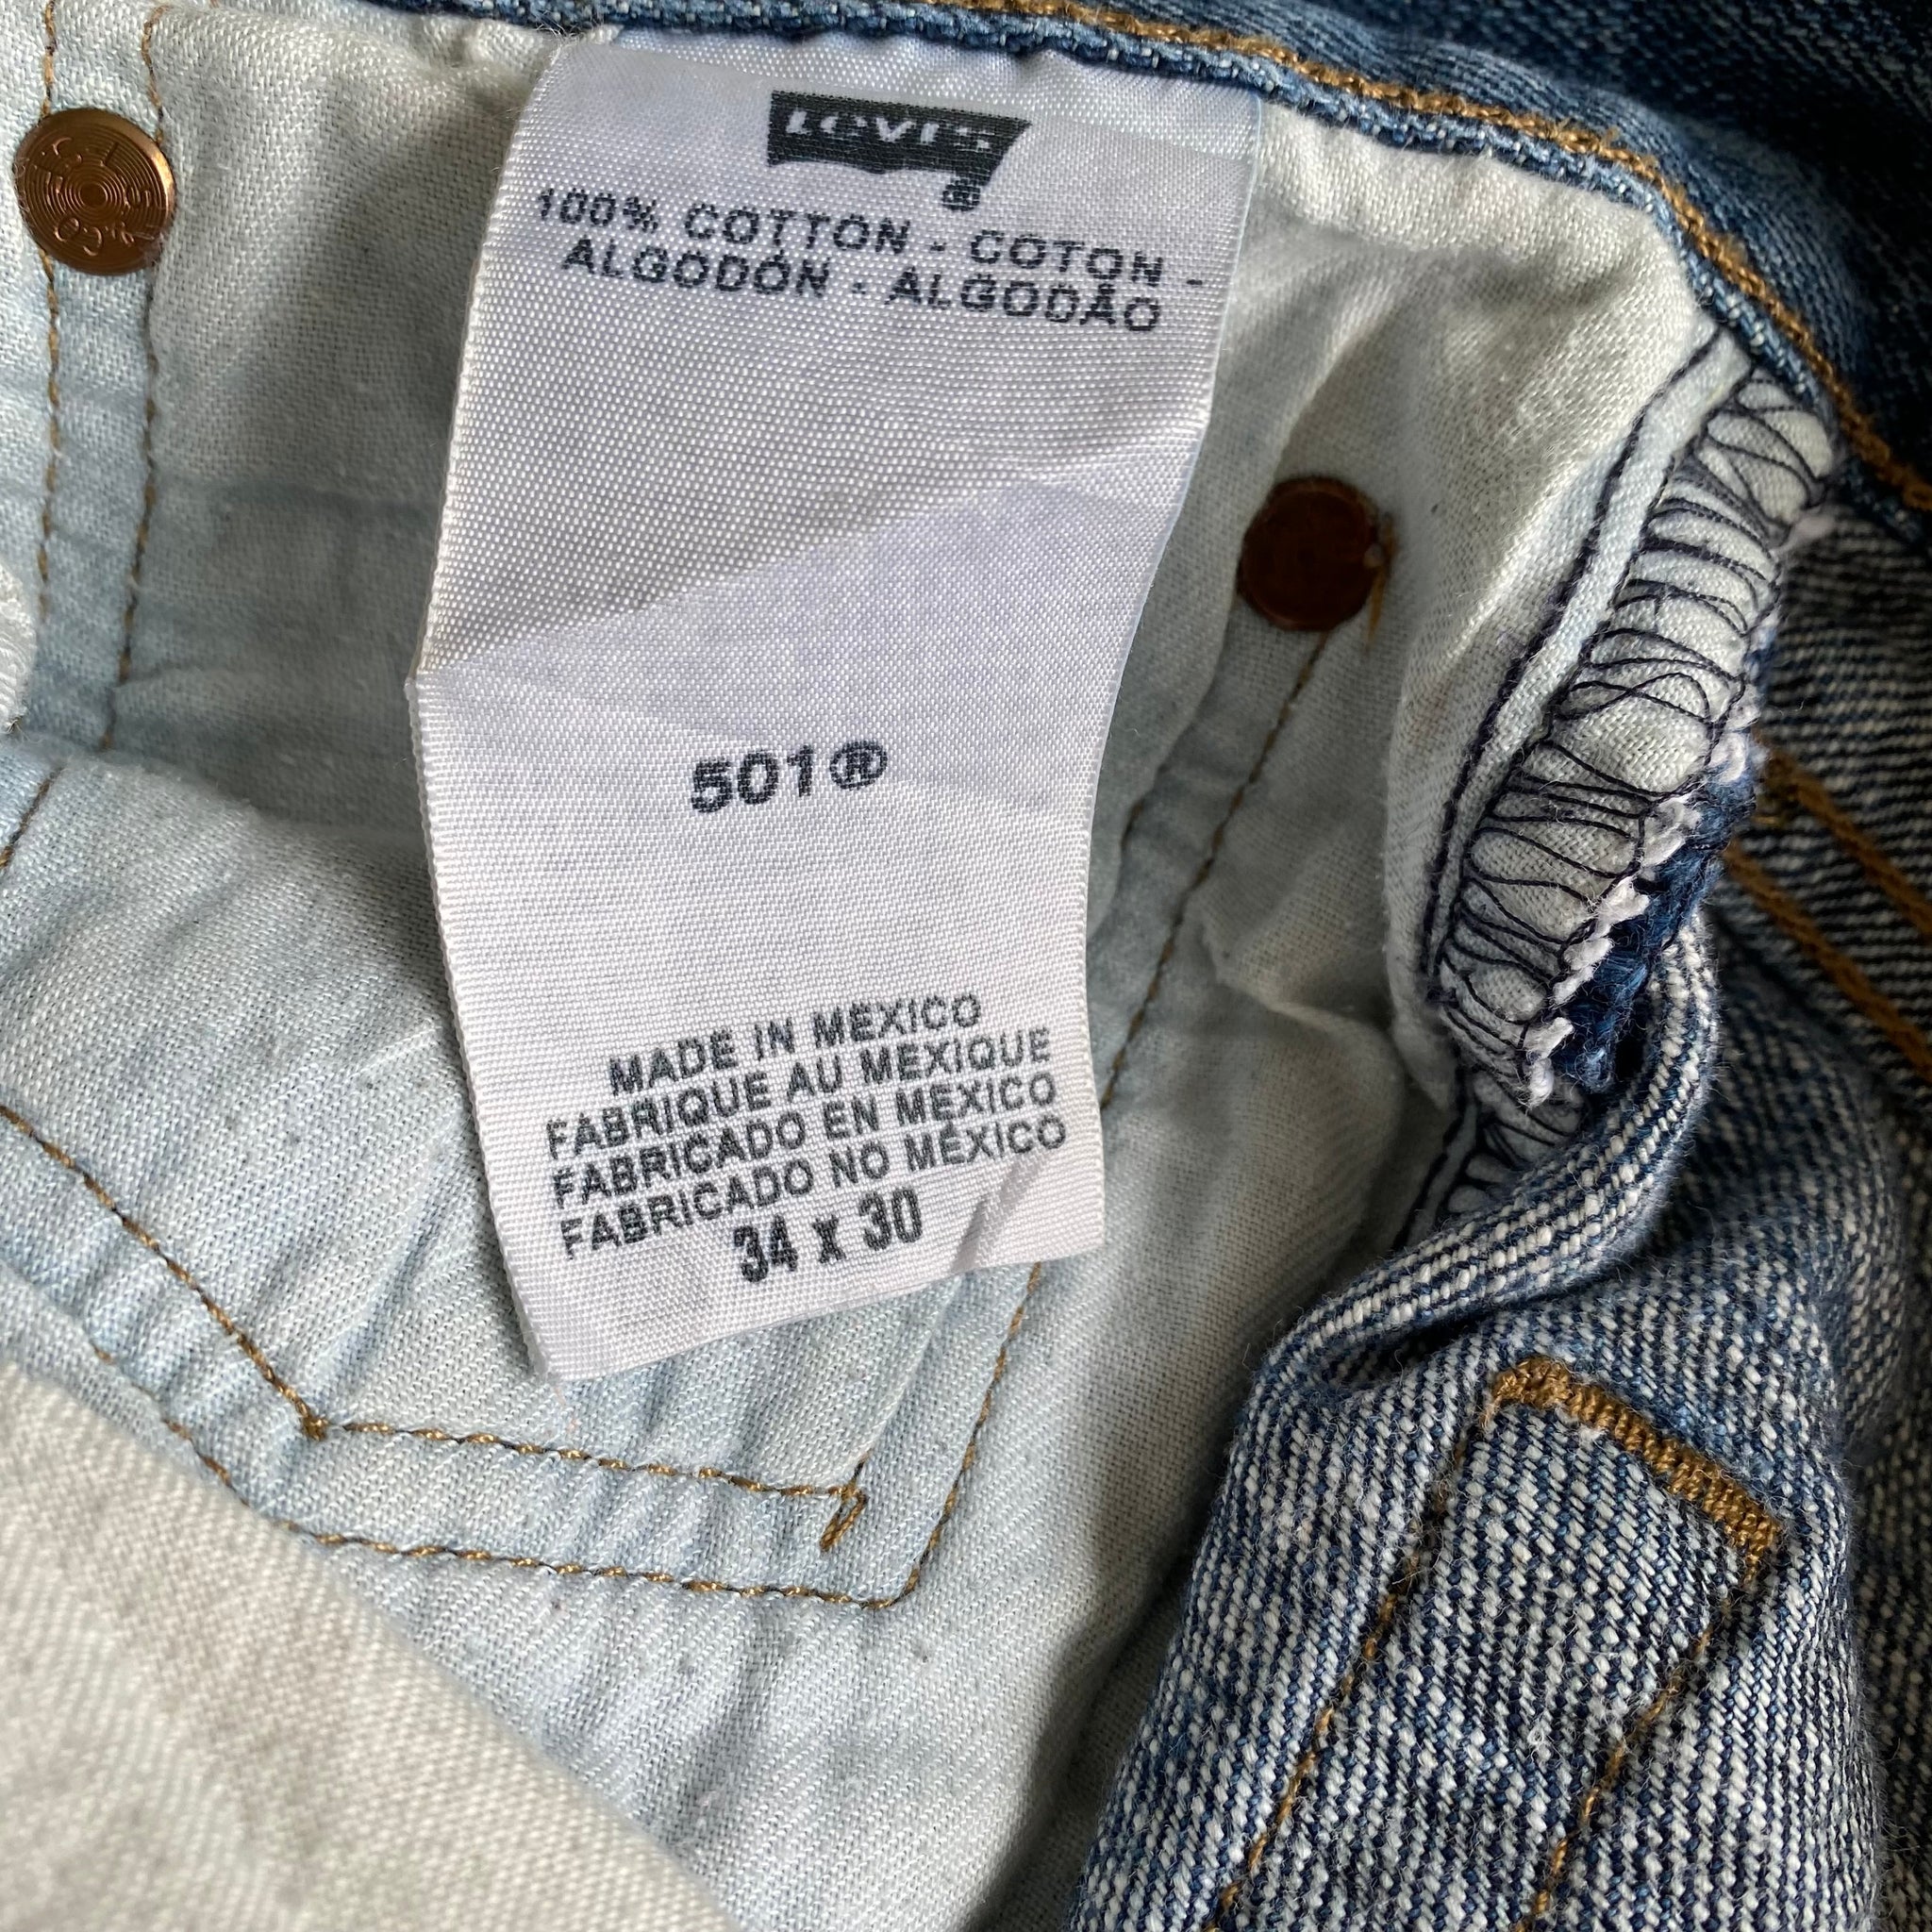 Levi's
®
100% COTTON - COTON -
ALGODÓN - ALGODÃO
501®
MADE IN MEXICO
FABRIQUE AU MEXIQUE
FABRICADO EN MEXICO
FABRICADO NO MÉXICO
34 x 30